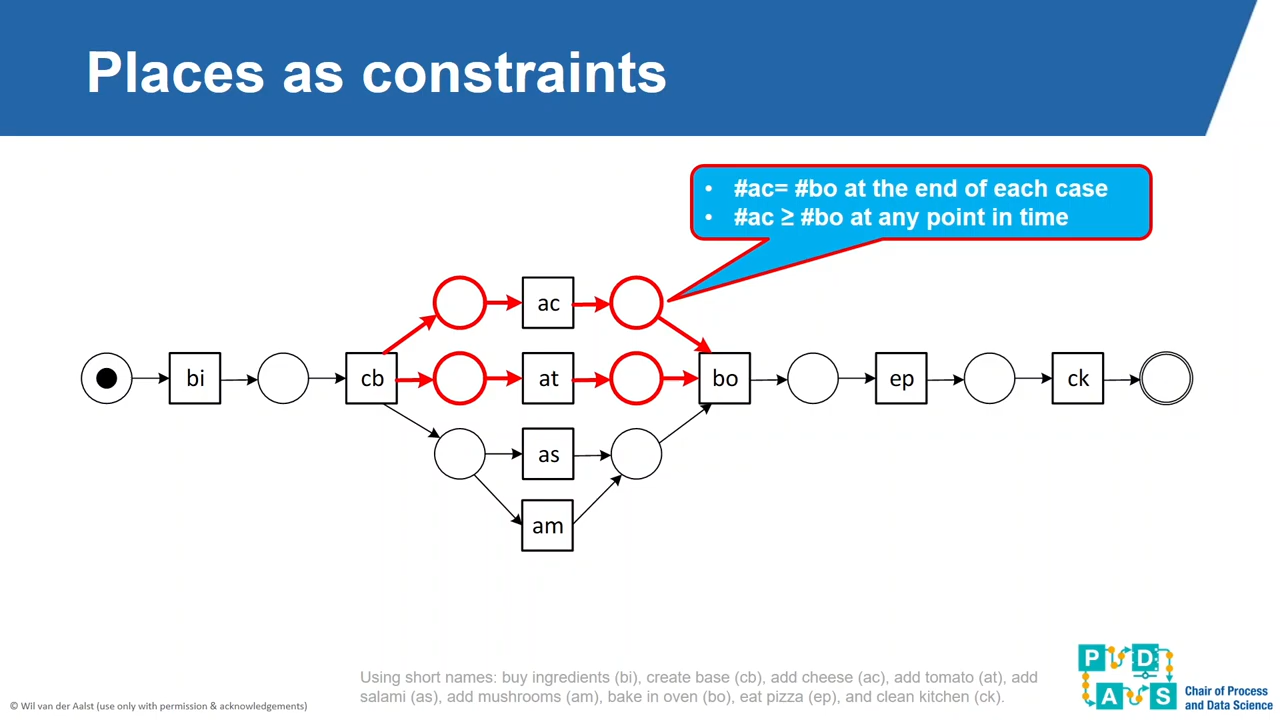 Places as constraints
• #ac= #bo at the end of each case
• #ac ≥ #bo at any point in time
ac
bi
cb
at
bo
ep
ck
as
am
Using short names: buy ingredients (bi), create base (cb), add cheese (ac), add tomato (at), add
salami (as), add mushrooms (am), bake in oven (bo), eat pizza (ep), and clean kitchen (ck).
© Wil van der Aalst (use only with permission & acknowledgements)
P D
A S
Chair of Process
and Data Science